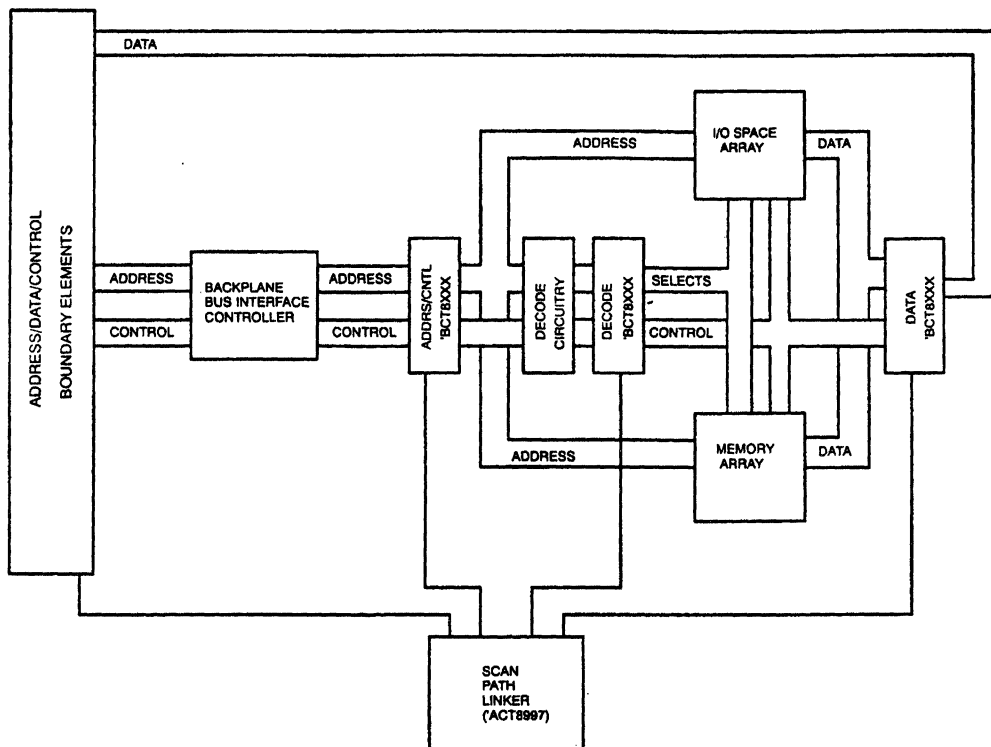 DATA
I/O SPACE
ARRAY
ADDRESS
DATA
ADDRESS/DATA/CONTROL
BOUNDARY ELEMENTS
ADDRESS
BACKPLANE
BUS INTERFACE
CONTROLLER
ADDRESS
ADDRS/CNTL
'BCT8XXX
DECODE
CIRCUITRY
DECODE
'BCT8XXX
SELECTS
DATA
'BCT8XXX
CONTROL
CONTROL
CONTROL
ADDRESS
MEMORY
ARRAY
DATA
SCAN
PATH
LINKER
('ACT8997)